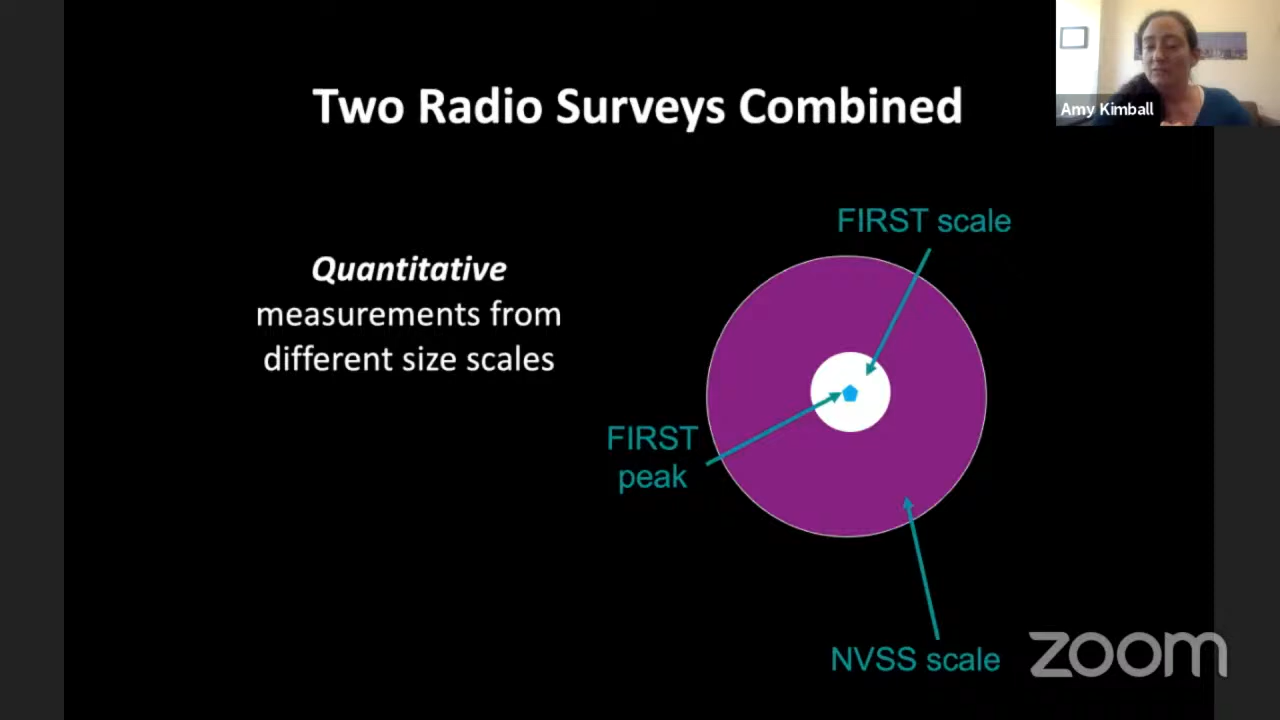 Two Radio Surveys Combined
Amy Kimball
Quantitative
measurements from
different size scales
FIRST scale
FIRST
peak
NVSS scale
zoom